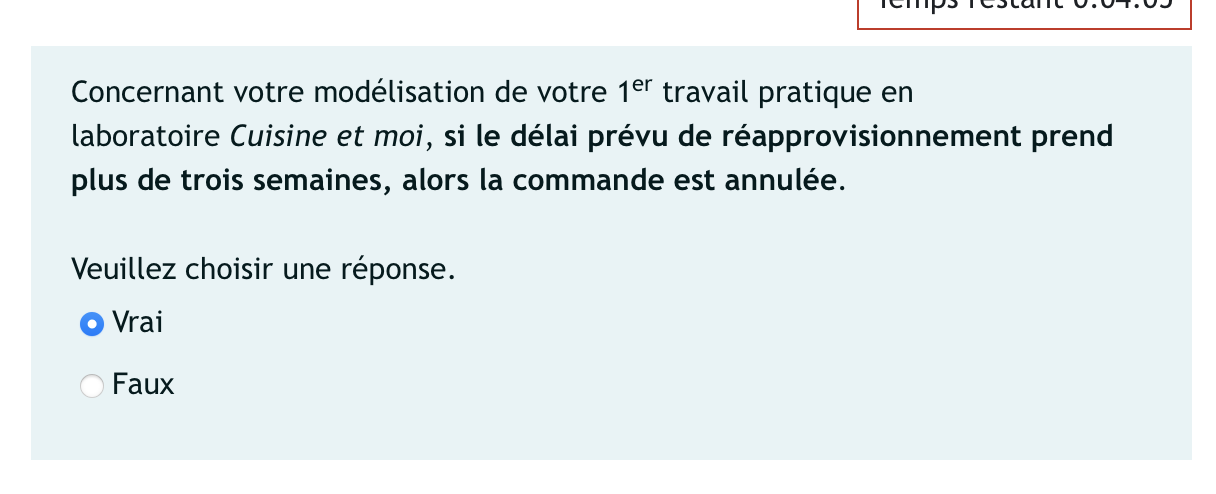 Temps restant 0:04:05
Concernant votre modélisation de votre 1er travail pratique en
laboratoire Cuisine et moi, si le délai prévu de réapprovisionnement prend
plus de trois semaines, alors la commande est annulée.
Veuillez choisir une réponse.
Vrai
Faux